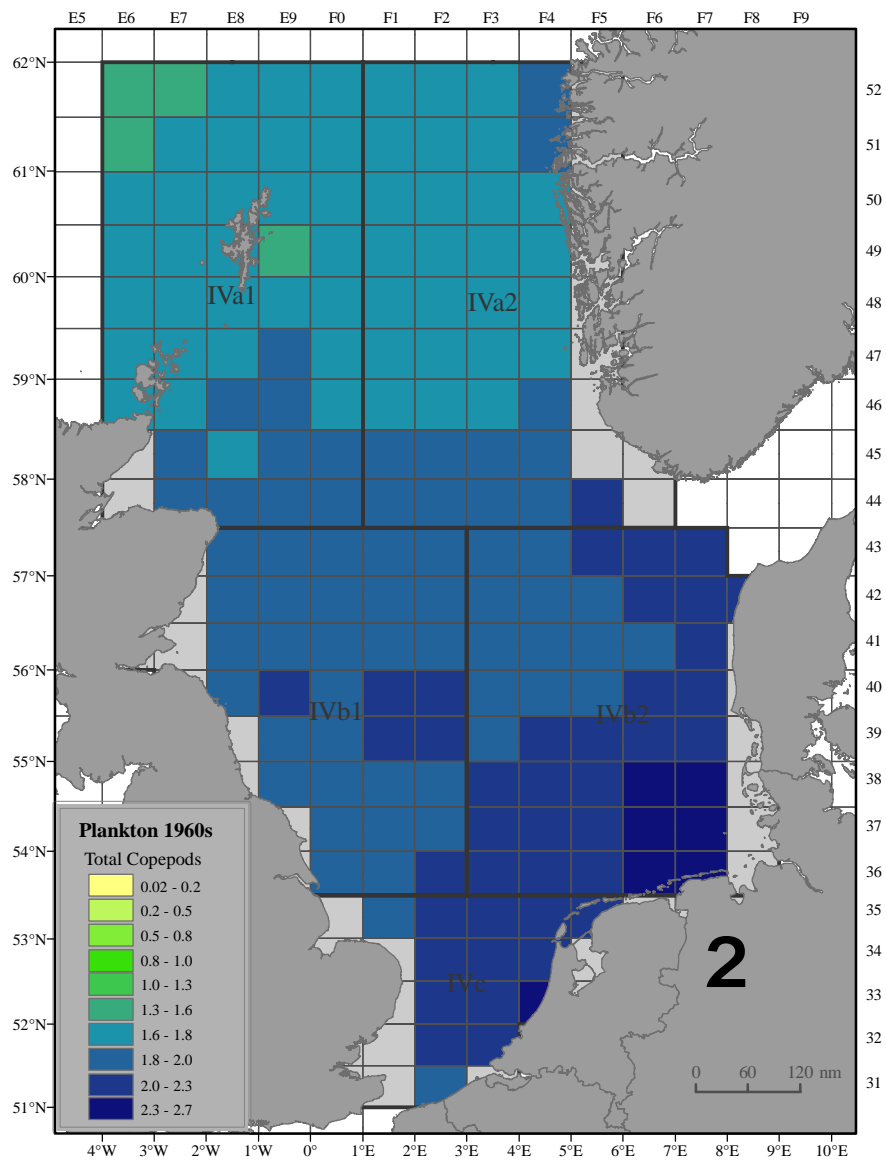 E5 E6 E7 E8 E9 F0 F1 F2 F3 F4 F5 F6 F7 F8 F9
62°N
52
51
61°N
50
49
60°N
IVa1
IVa2
48
47
59°N
46
45
58°N
44
43
57°N
42
41
56°N
40
IVb1
IVb2
39
55°N
38
37
Plankton 1960s
Total Copepods
0.02 - 0.2
0.2 - 0.5
0.5 - 0.8
0.8 - 1.0
1.0 - 1.3
1.3 - 1.6
1.6 - 1.8
1.8 - 2.0
2.0 - 2.3
2.3 - 2.7
54°N
36
35
53°N
34
2
IVc
33
52°N
32
0 60 120 nm
31
51°N
4°W 3°W 2°W 1°W 0° 1°E 2°E 3°E 4°E 5°E 6°E 7°E 8°E 9°E 10°E